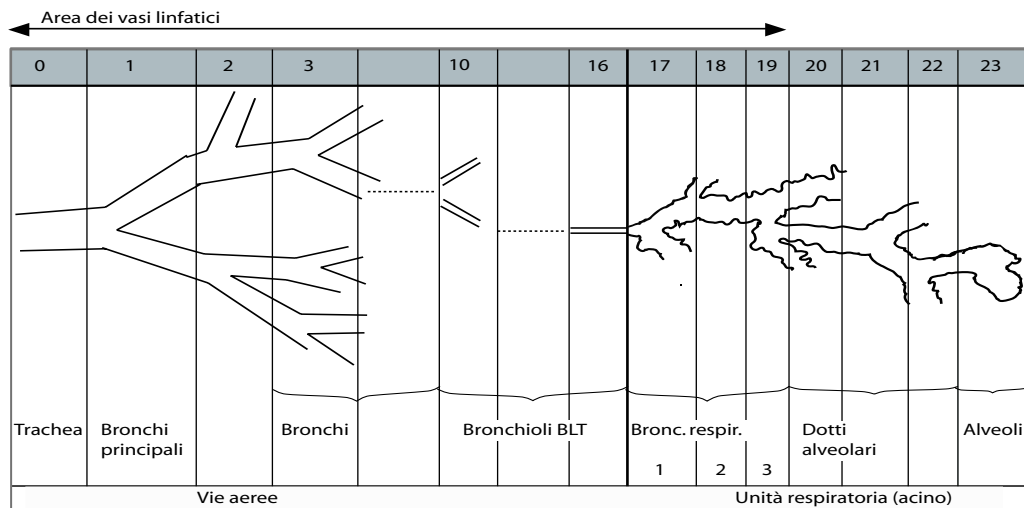 Area dei vasi linfatici
0 1 2 3 10 16 17 18 19 20 21 22 23
Trachea Bronchi principali Bronchi Bronchioli BLT Bronc. respir. Dotti alveolari Alveoli
1 2 3
Vie aeree Unità respiratoria (acino)